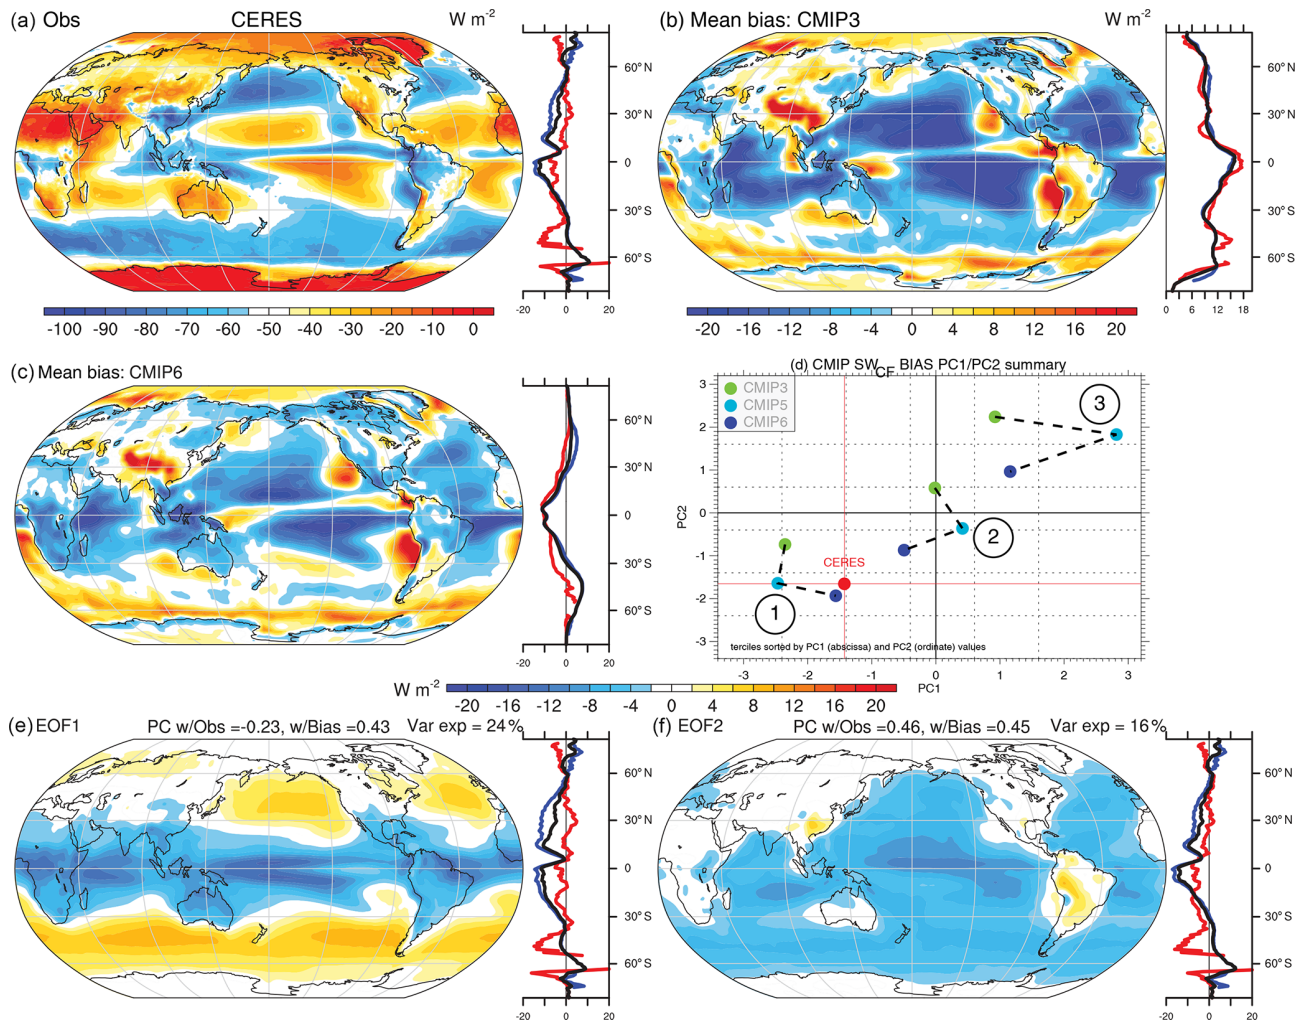 (a) Obs CERES W m-2
60° N
30° N
0
30° S
60° S
-20 0 20
-100 -90 -80 -70 -60 -50 -40 -30 -20 -10 0
(b) Mean bias: CMIP3 W m-2
60° N
30° N
0
30° S
60° S
0 6 12 18
-20 -16 -12 -8 -4 0 4 8 12 16 20
(c) Mean bias: CMIP6
60° N
30° N
0
30° S
60° S
-20 0 20
(d) CMIP SWCF BIAS PC1/PC2 summary
CMIP3
CMIP5
CMIP6
3
2
1
0
-1
-2
-3
PC2
3
2
1
CERES
terciles sorted by PC1 (abscissa) and PC2 (ordinate) values
-3 -2 -1 0 1 2 3
PC1
W m-2
-20 -16 -12 -8 -4 0 4 8 12 16 20
(e) EOF1 PC w/Obs =-0.23, w/Bias =0.43 Var exp = 24%
60° N
30° N
0
30° S
60° S
-20 0 20
(f) EOF2 PC w/Obs =0.46, w/Bias =0.45 Var exp = 16%
60° N
30° N
0
30° S
60° S
-20 0 20